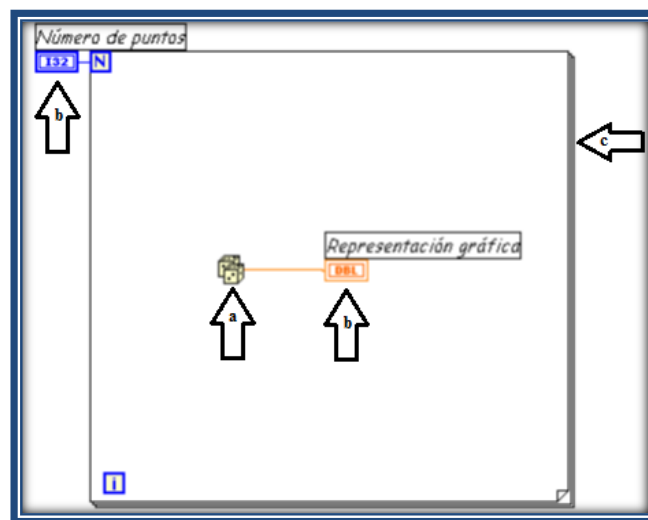 Número de puntos
I32
N
b
c
Representación gráfica
DBL
a
b
i